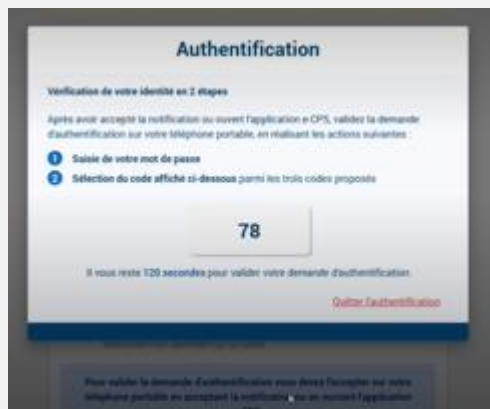 Authentification
Vérification de votre identité en 2 étapes
Après avoir accepté la notification ou ouvert l'application e-CPS, validez la demande
d'authentification sur votre téléphone portable, en réalisant les actions suivantes :
1 Saisie de votre mot de passe
2 Sélection du code affiché ci-dessous parmi les trois codes proposés
78
Il vous reste 120 secondes pour valider votre demande d'authentification
Quitter l'authentification
Pour valider la demande d'authentification vous devez l'accepter sur votre
téléphone portable en acceptant la notification ou en ouvrant l'application